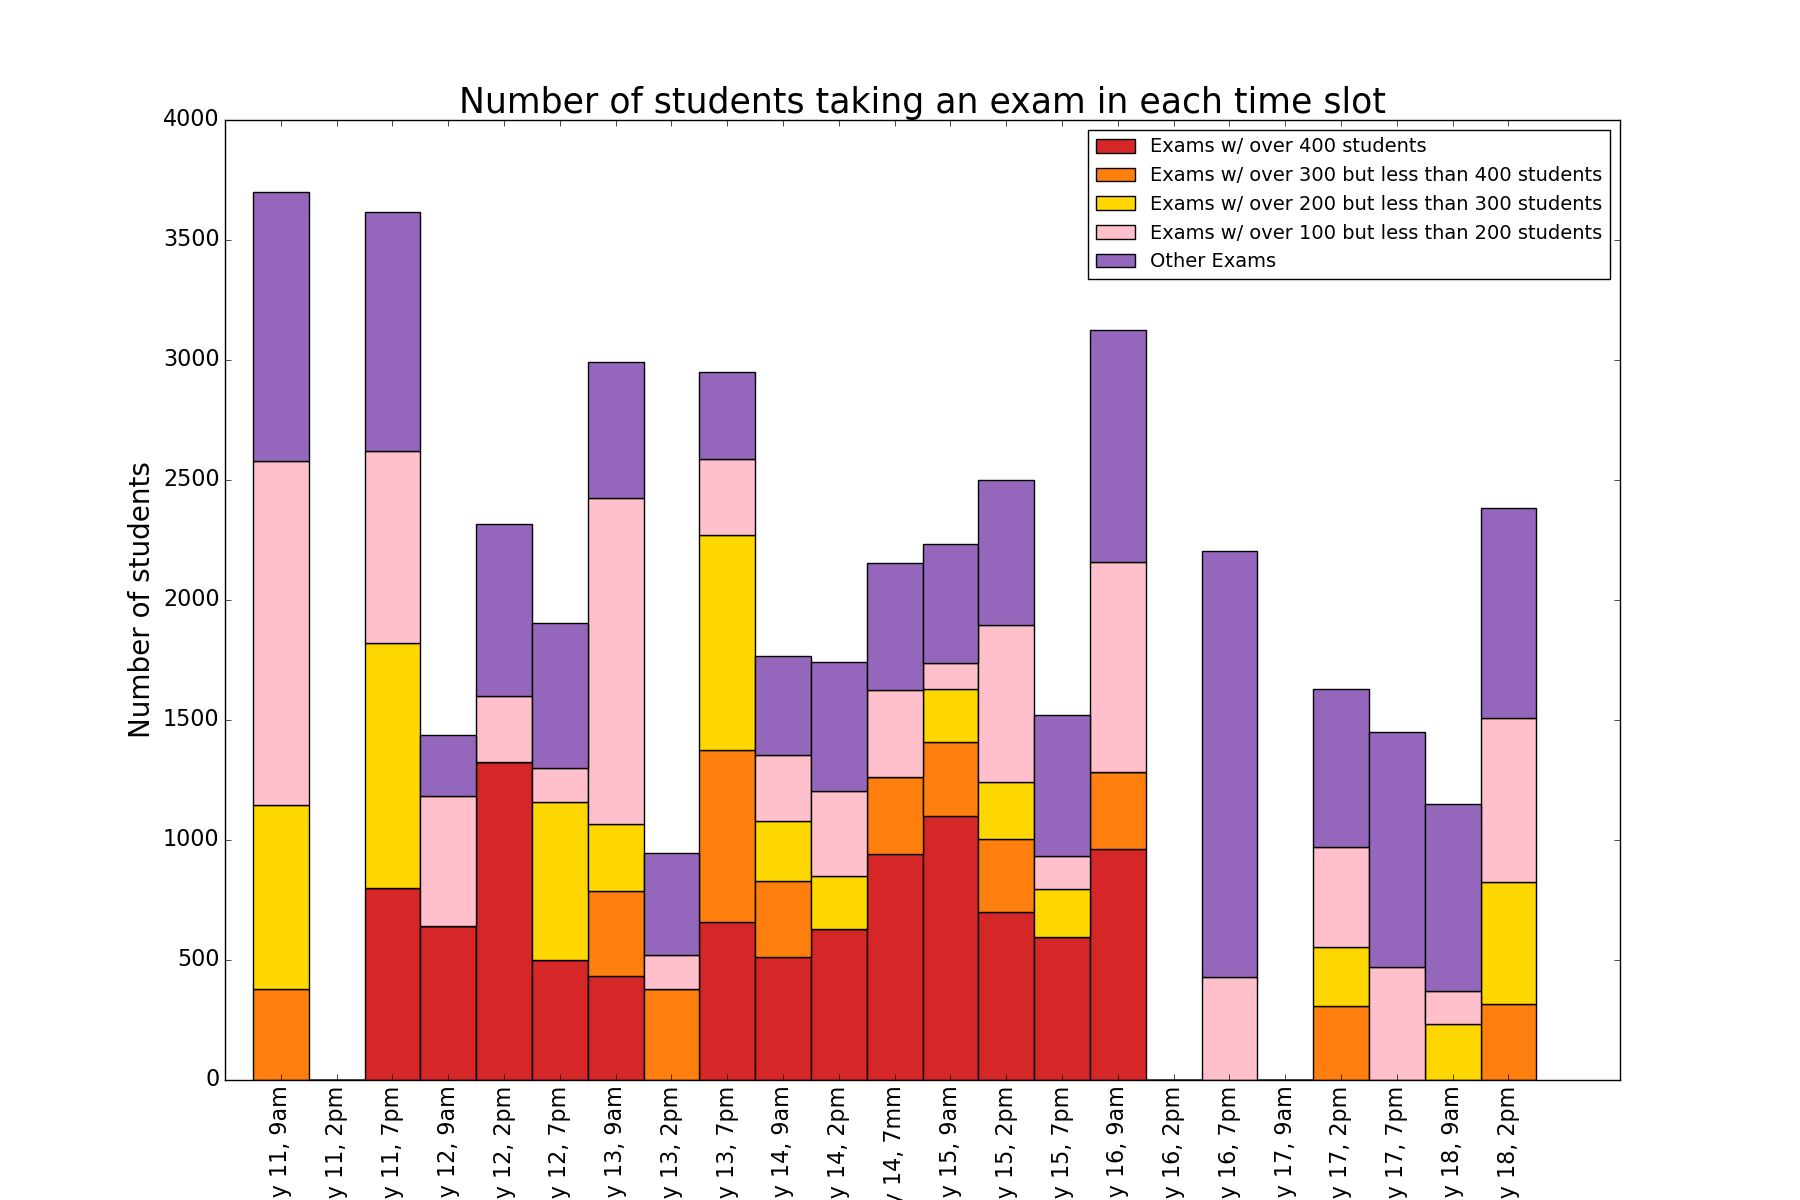 Number of students taking an exam in each time slot
Exams w/ over 400 students
Exams w/ over 300 but less than 400 students
Exams w/ over 200 but less than 300 students
Exams w/ over 100 but less than 200 students
Other Exams
Number of students
4000
3500
3000
2500
2000
1500
1000
500
0
y 11, 9am
y 11, 2pm
y 11, 7pm
y 12, 9am
y 12, 2pm
y 12, 7pm
y 13, 9am
y 13, 2pm
y 13, 7pm
y 14, 9am
y 14, 2pm
y 14, 7mm
y 15, 9am
y 15, 2pm
y 15, 7pm
y 16, 9am
y 16, 2pm
y 16, 7pm
y 17, 9am
y 17, 2pm
y 17, 7pm
y 18, 9am
y 18, 2pm